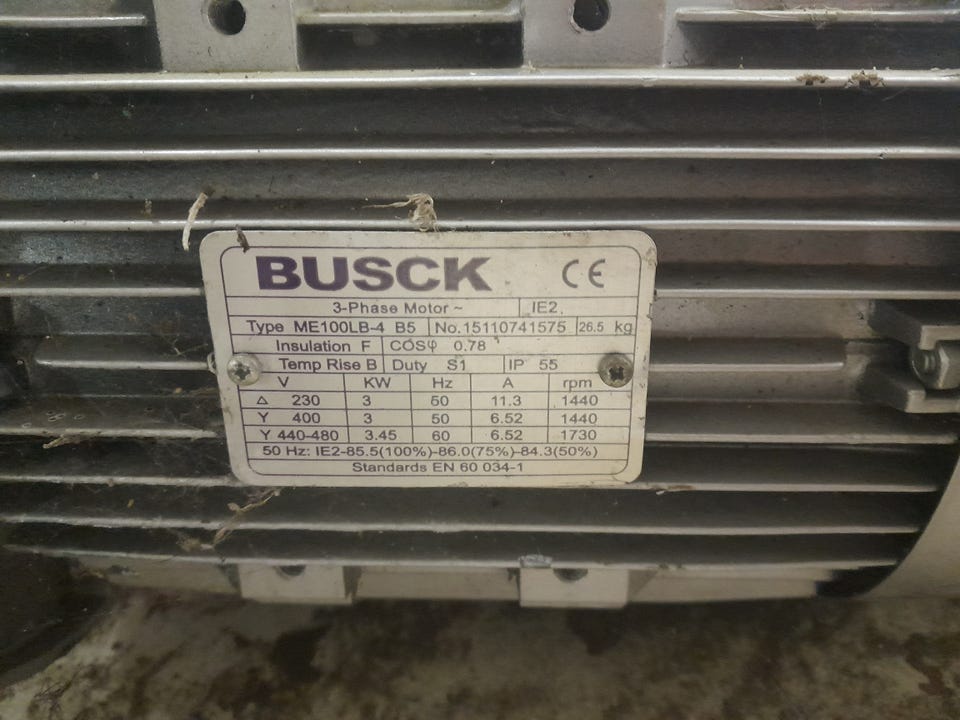 BUSCK CE
3-Phase Motor ~ IE2
Type ME100LB-4 B5 No.15110741575 26.5 kg
Insulation F COSφ 0.78
Temp Rise B Duty S1 IP 55
V KW Hz A rpm
Δ 230 3 50 11.3 1440
Y 400 3 50 6.52 1440
Y 440-480 3.45 60 6.52 1730
50 Hz: IE2-85.5(100%)-86.0(75%)-84.3(50%)
Standards EN 60 034-1